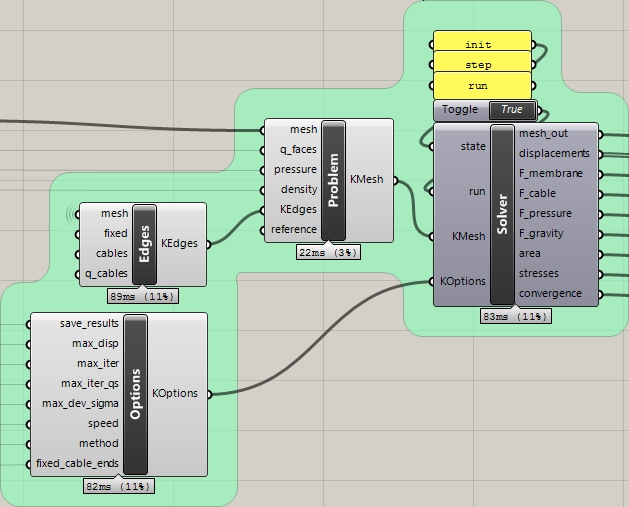 init
step
run
Toggle True
mesh
q_faces
pressure
density
KEdges
reference
Problem
KMesh
22ms (3%)
state
run
KMesh
KOptions
Solver
mesh_out
displacements
F_membrane
F_cable
F_pressure
F_gravity
area
stresses
convergence
83ms (11%)
mesh
fixed
cables
q_cables
Edges
KEdges
89ms (11%)
save_results
max_disp
max_iter
max_iter_qs
max_dev_sigma
speed
method
fixed_cable_ends
Options
KOptions
82ms (11%)